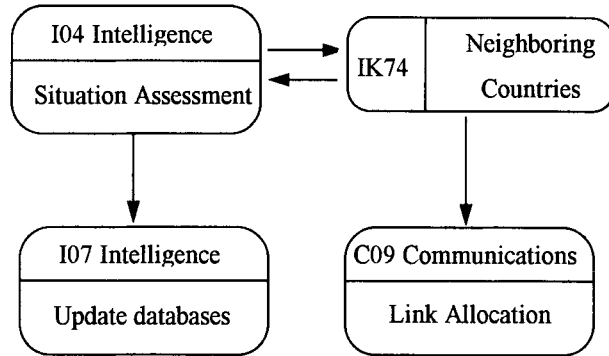 I04 Intelligence
Situation Assessment
IK74
Neighboring
Countries
I07 Intelligence
Update databases
C09 Communications
Link Allocation